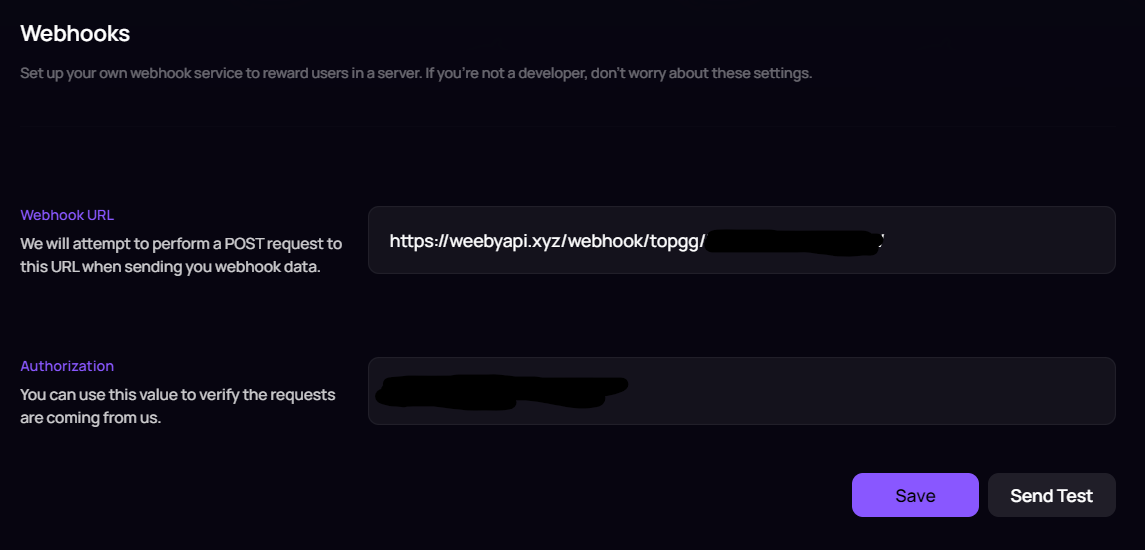 Webhooks
Set up your own webhook service to reward users in a server. If you're not a developer, don't worry about these settings.
Webhook URL
We will attempt to perform a POST request to
this URL when sending you webhook data.
https://weebyapi.xyz/webhook/topgg/
Authorization
You can use this value to verify the requests
are coming from us.
Save
Send Test